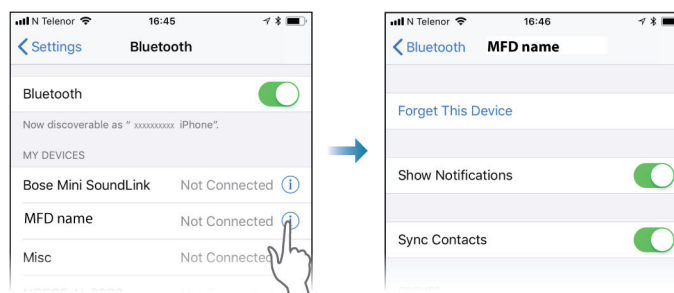 N Telenor 16:45
Settings Bluetooth
Bluetooth
Now discoverable as " xxxxxxxxxx iPhone".
MY DEVICES
Bose Mini SoundLink Not Connected i
MFD name Not Connected i
Misc Not Connected
N Telenor 16:46
Bluetooth MFD name
Forget This Device
Show Notifications
Sync Contacts